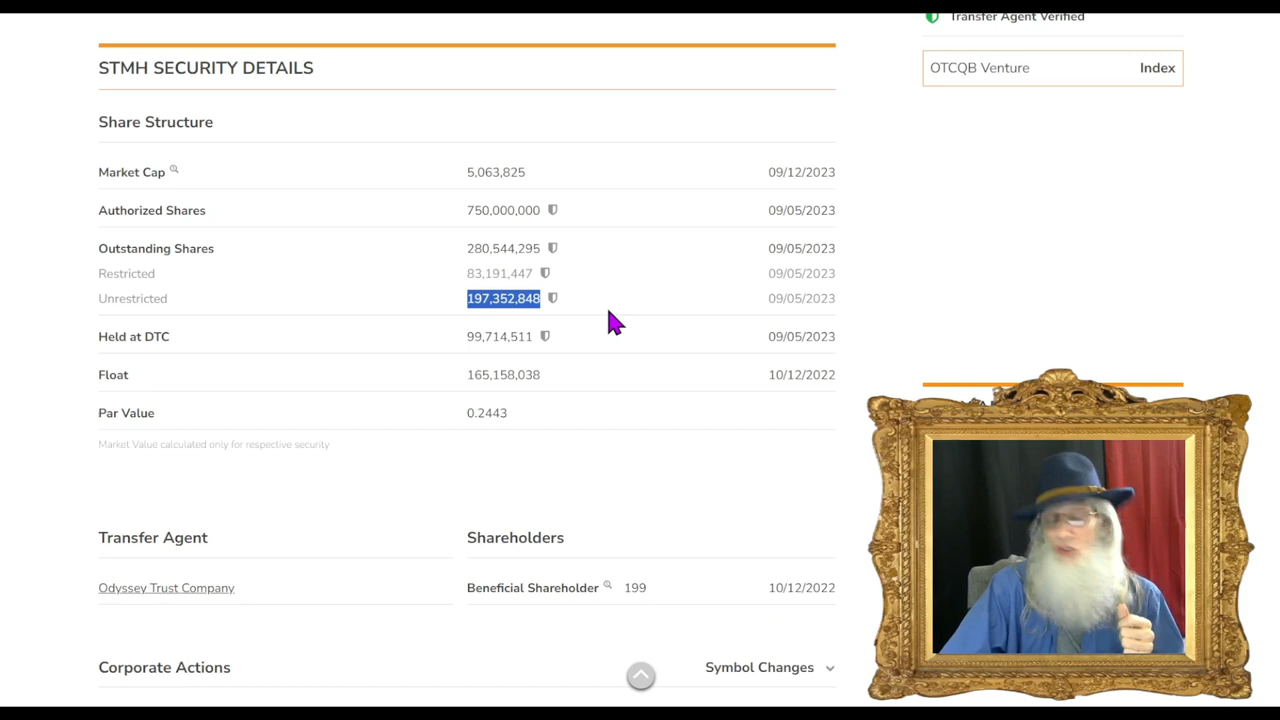 Transfer Agent Verified
OTCQB Venture Index
STMH SECURITY DETAILS
Share Structure
Market Cap 5,063,825 09/12/2023
Authorized Shares 750,000,000 09/05/2023
Outstanding Shares 280,544,295 09/05/2023
Restricted 83,191,447 09/05/2023
Unrestricted 197,352,848 09/05/2023
Held at DTC 99,714,511 09/05/2023
Float 165,158,038 10/12/2022
Par Value 0.2443
Market Value calculated only for respective security
Transfer Agent Shareholders
Odyssey Trust Company Beneficial Shareholder 199 10/12/2022
Corporate Actions Symbol Changes